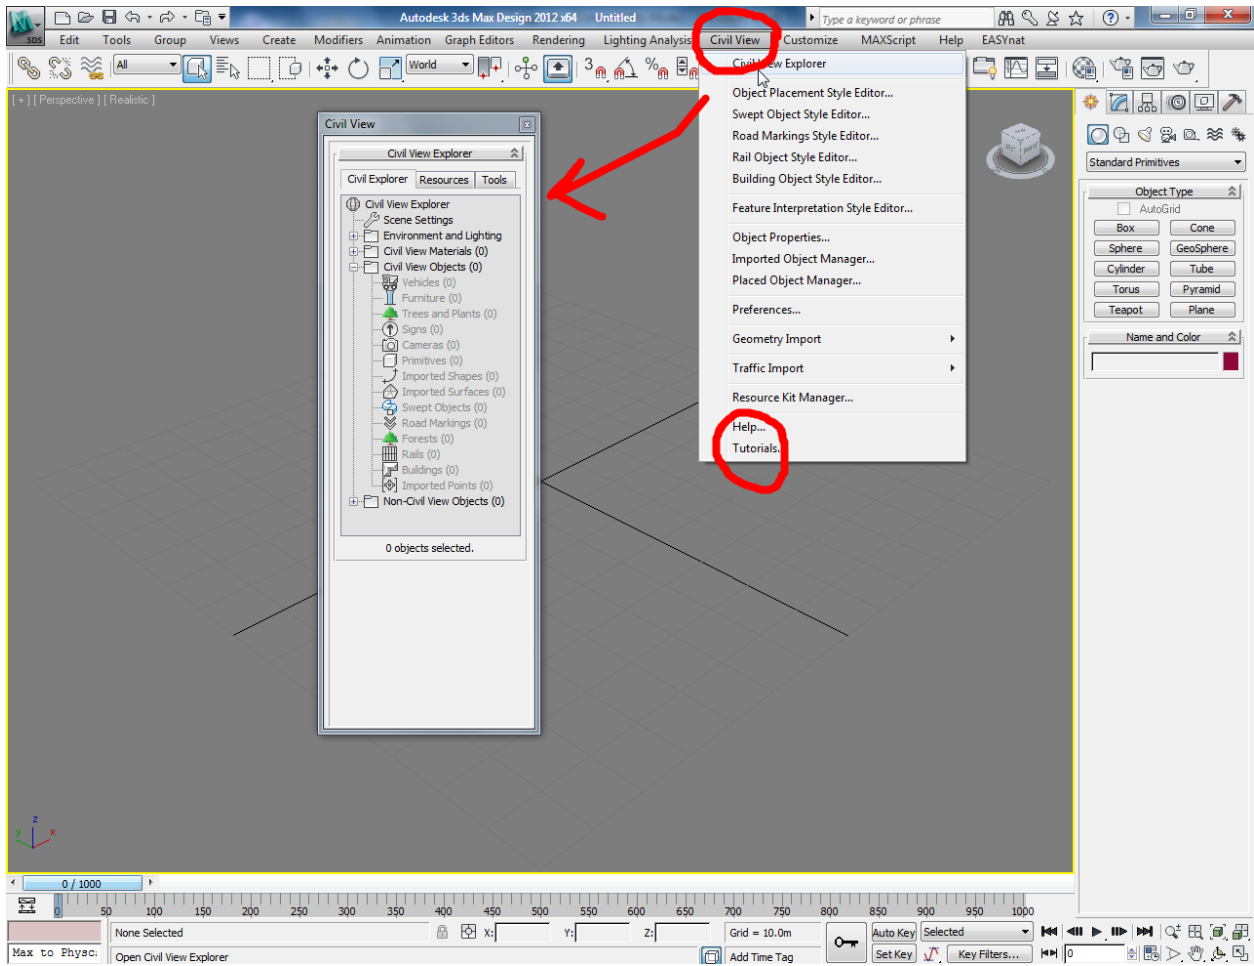 Autodesk 3ds Max Design 2012 x64 Untitled
Type a keyword or phrase
3DS
Edit Tools Group Views Create Modifiers Animation Graph Editors Rendering Lighting Analysis Civil View Customize MAXScript Help EASYnat
All
World
3
%
[ + ] [ Perspective ] [ Realistic ]
Civil View
Civil View Explorer
Civil Explorer Resources Tools
Civil View Explorer
Scene Settings
Environment and Lighting
Civil View Materials (0)
Civil View Objects (0)
Vehicles (0)
Furniture (0)
Trees and Plants (0)
Signs (0)
Cameras (0)
Primitives (0)
Imported Shapes (0)
Imported Surfaces (0)
Swept Objects (0)
Road Markings (0)
Forests (0)
Rails (0)
Buildings (0)
Imported Points (0)
Non-Civil View Objects (0)
0 objects selected.
Civil View Explorer
Object Placement Style Editor...
Swept Object Style Editor...
Road Markings Style Editor...
Rail Object Style Editor...
Building Object Style Editor...
Feature Interpretation Style Editor...
Object Properties...
Imported Object Manager...
Placed Object Manager...
Preferences...
Geometry Import
Traffic Import
Resource Kit Manager...
Help...
Tutorials.
Standard Primitives
Object Type
AutoGrid
Box Cone
Sphere GeoSphere
Cylinder Tube
Torus Pyramid
Teapot Plane
Name and Color
z
y x
0 / 1000
0 50 100 150 200 250 300 350 400 450 500 550 600 650 700 750 800 850 900 950 1000
None Selected X: Y: Z: Grid = 10.0m Auto Key Selected
Max to Physc: Open Civil View Explorer Add Time Tag Set Key Key Filters... 0